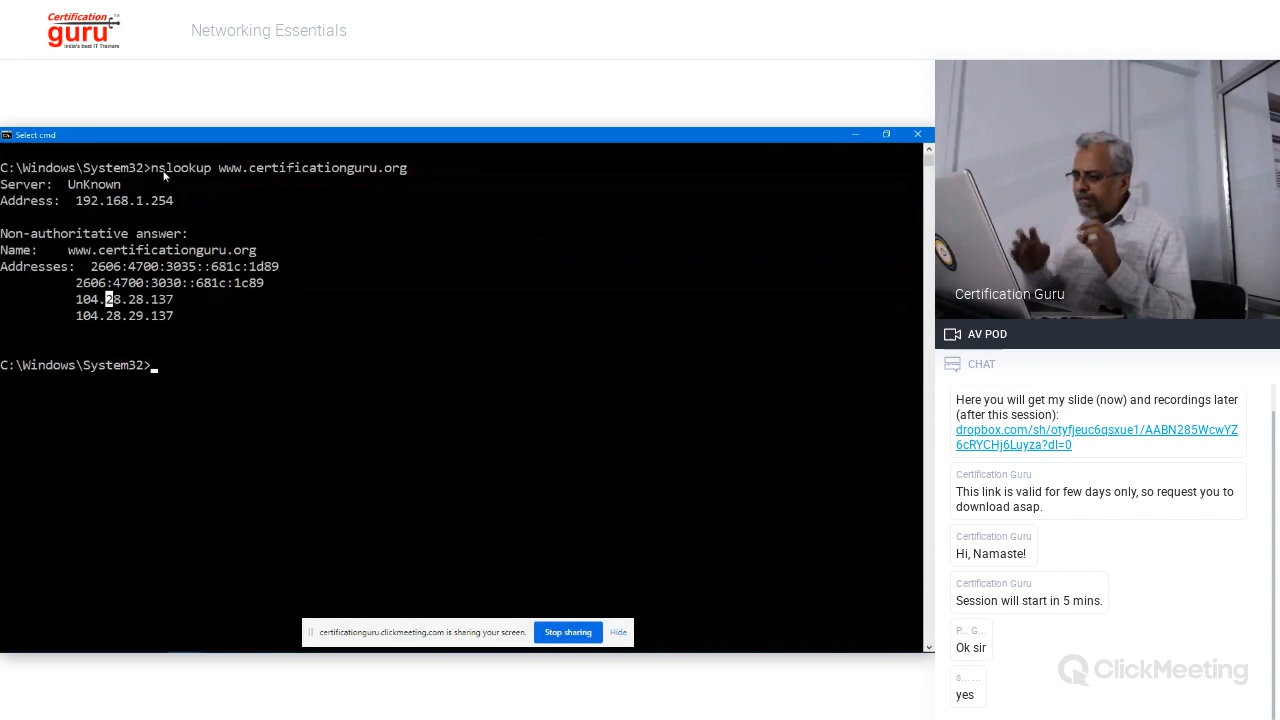 Certification
guru
TM
India's best IT Trainers
Networking Essentials
Select cmd
C:\Windows\System32>nslookup www.certificationguru.org
Server:  UnKnown
Address:  192.168.1.254
Non-authoritative answer:
Name:    www.certificationguru.org
Addresses:  2606:4700:3035::681c:1d89
2606:4700:3030::681c:1c89
104.28.28.137
104.28.29.137
C:\Windows\System32>
certificationguru.clickmeeting.com is sharing your screen.
Stop sharing
Hide
Certification Guru
AV POD
CHAT
Here you will get my slide (now) and recordings later
(after this session):
dropbox.com/sh/otyfjeuc6qsxue1/AABN285WcwYZ
6cRYCHj6Luyza?dl=0
Certification Guru
This link is valid for few days only, so request you to
download asap.
Certification Guru
Hi, Namaste!
Certification Guru
Session will start in 5 mins.
P... G...
Ok sir
s... ...
yes
ClickMeeting